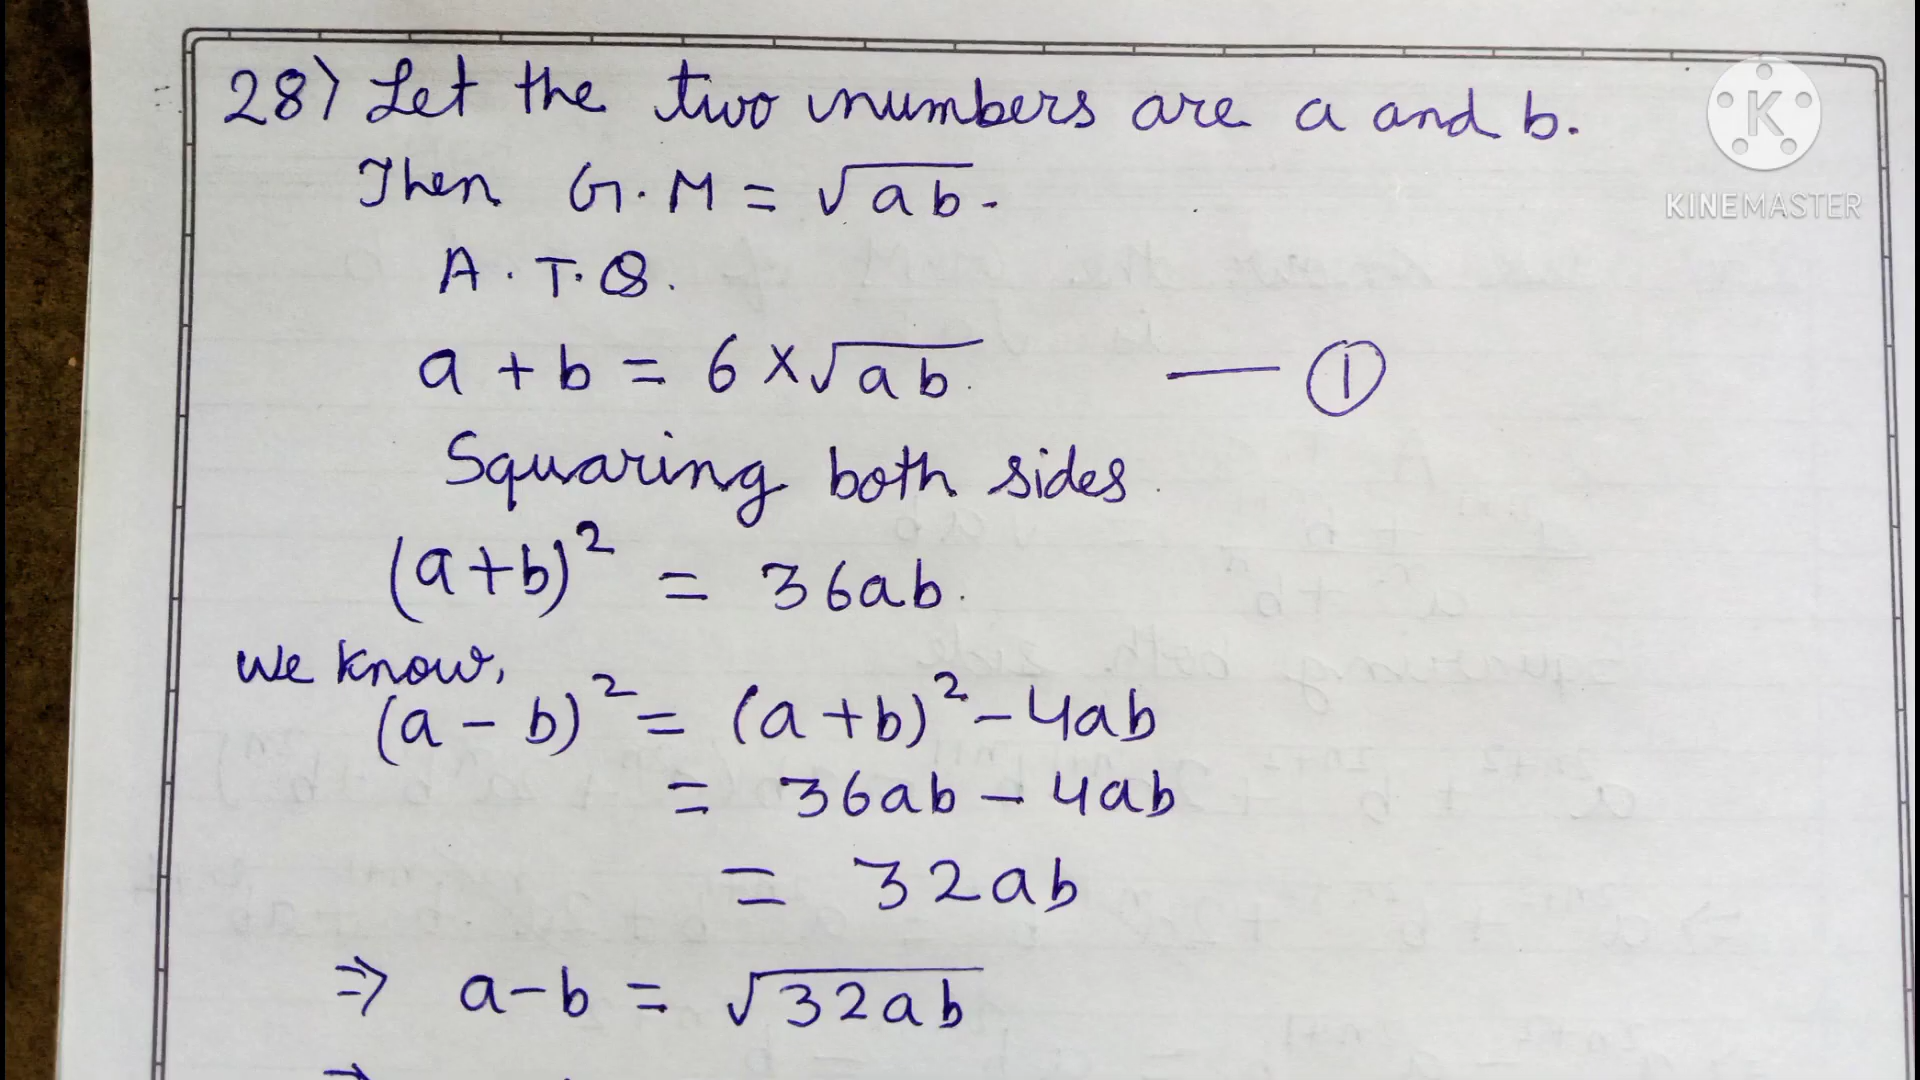 28) Let the two numbers are a and b.
Then G.M = √ab.
A.T.Q.
a + b = 6 × √ab. — ①
Squaring both sides.
(a+b)² = 36ab.
we know,
(a - b)² = (a + b)² - 4ab
= 36ab - 4ab
= 32ab
⇒ a - b = √32ab
K
KINEMASTER